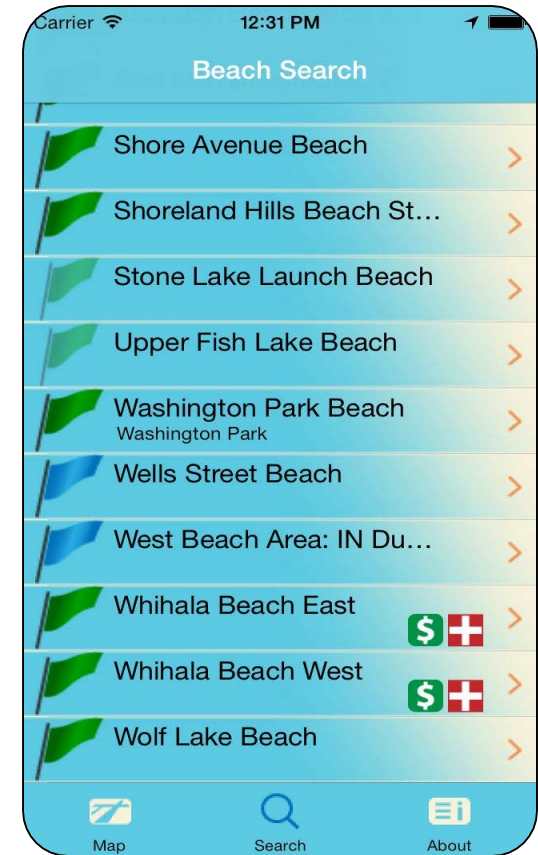 Carrier 12:31 PM
Beach Search
Shore Avenue Beach
Shoreland Hills Beach St...
Stone Lake Launch Beach
Upper Fish Lake Beach
Washington Park Beach
Washington Park
Wells Street Beach
West Beach Area: IN Du...
Whihala Beach East
$
Whihala Beach West
$
Wolf Lake Beach
Map Search About